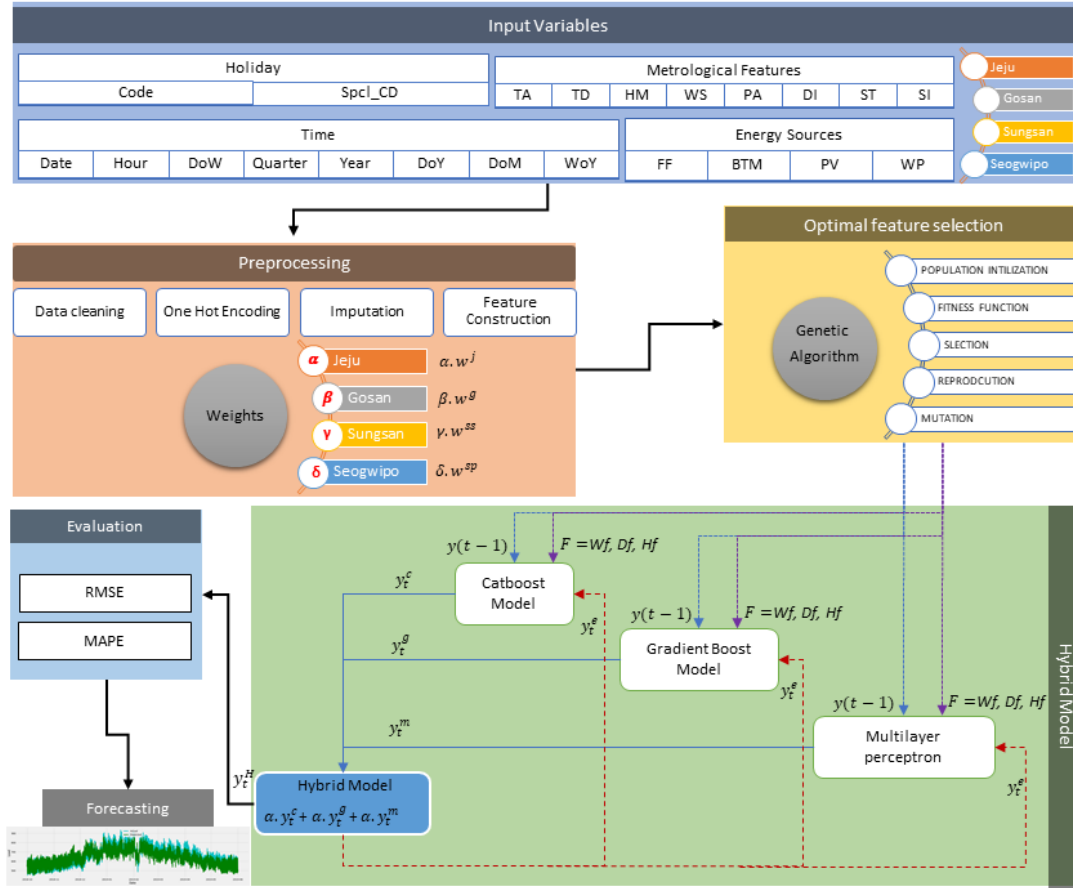 Input Variables
Holiday
Code
Spcl_CD
Metrological Features
TA
TD
HM
WS
PA
DI
ST
SI
Jeju
Gosan
Sungsan
Seogwipo
Time
Date
Hour
DoW
Quarter
Year
DoY
DoM
WoY
Energy Sources
FF
BTM
PV
WP
Preprocessing
Data cleaning
One Hot Encoding
Imputation
Feature
Construction
Weights
α Jeju α.w^j
β Gosan β.w^g
γ Sungsan γ.w^ss
δ Seogwipo δ.w^sp
Optimal feature selection
Genetic
Algorithm
POPULATION INTILIZATION
FITNESS FUNCTION
SLECTION
REPRODCUTION
MUTATION
Evaluation
RMSE
MAPE
Forecasting
Hybrid Model
y(t − 1)
F = Wf, Df, Hf
Catboost
Model
y_t^c
y_t^e
y(t − 1)
F = Wf, Df, Hf
Gradient Boost
Model
y_t^g
y_t^e
y(t − 1)
F = Wf, Df, Hf
Multilayer
perceptron
y_t^m
y_t^e
y_t^H
Hybrid Model
α.y_t^c + α.y_t^g + α.y_t^m